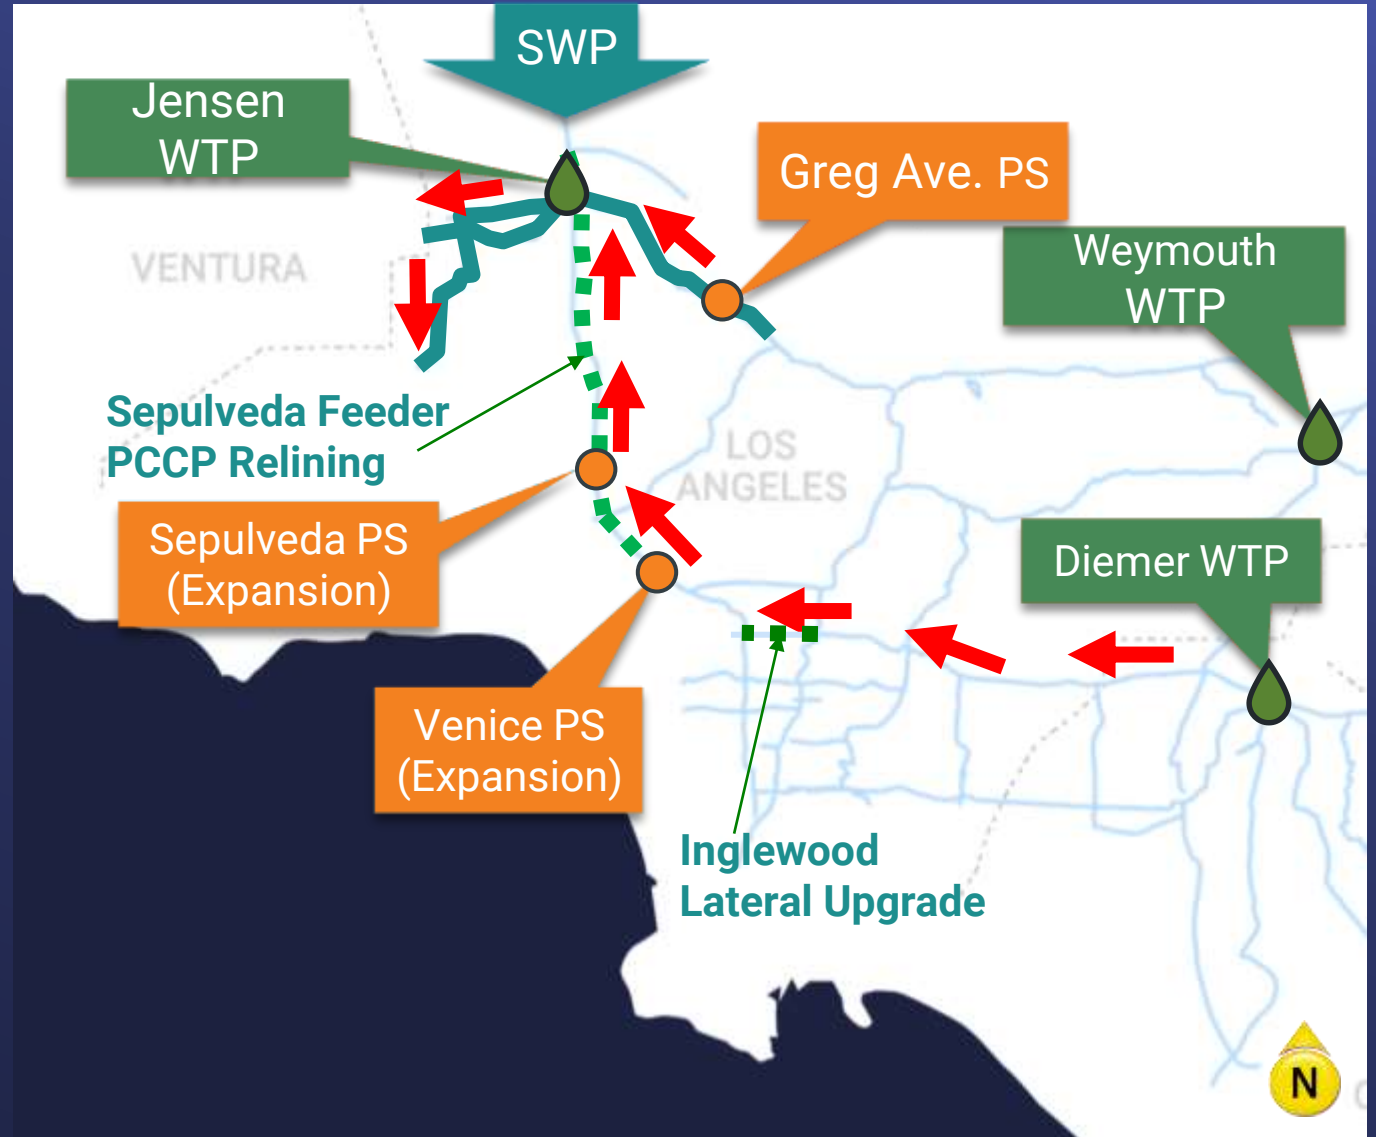 SWP
Jensen
WTP
Greg Ave. PS
Weymouth
WTP
VENTURA
Sepulveda Feeder
PCCP Relining
LOS
ANGELES
Sepulveda PS
(Expansion)
Diemer WTP
Venice PS
(Expansion)
Inglewood
Lateral Upgrade
N